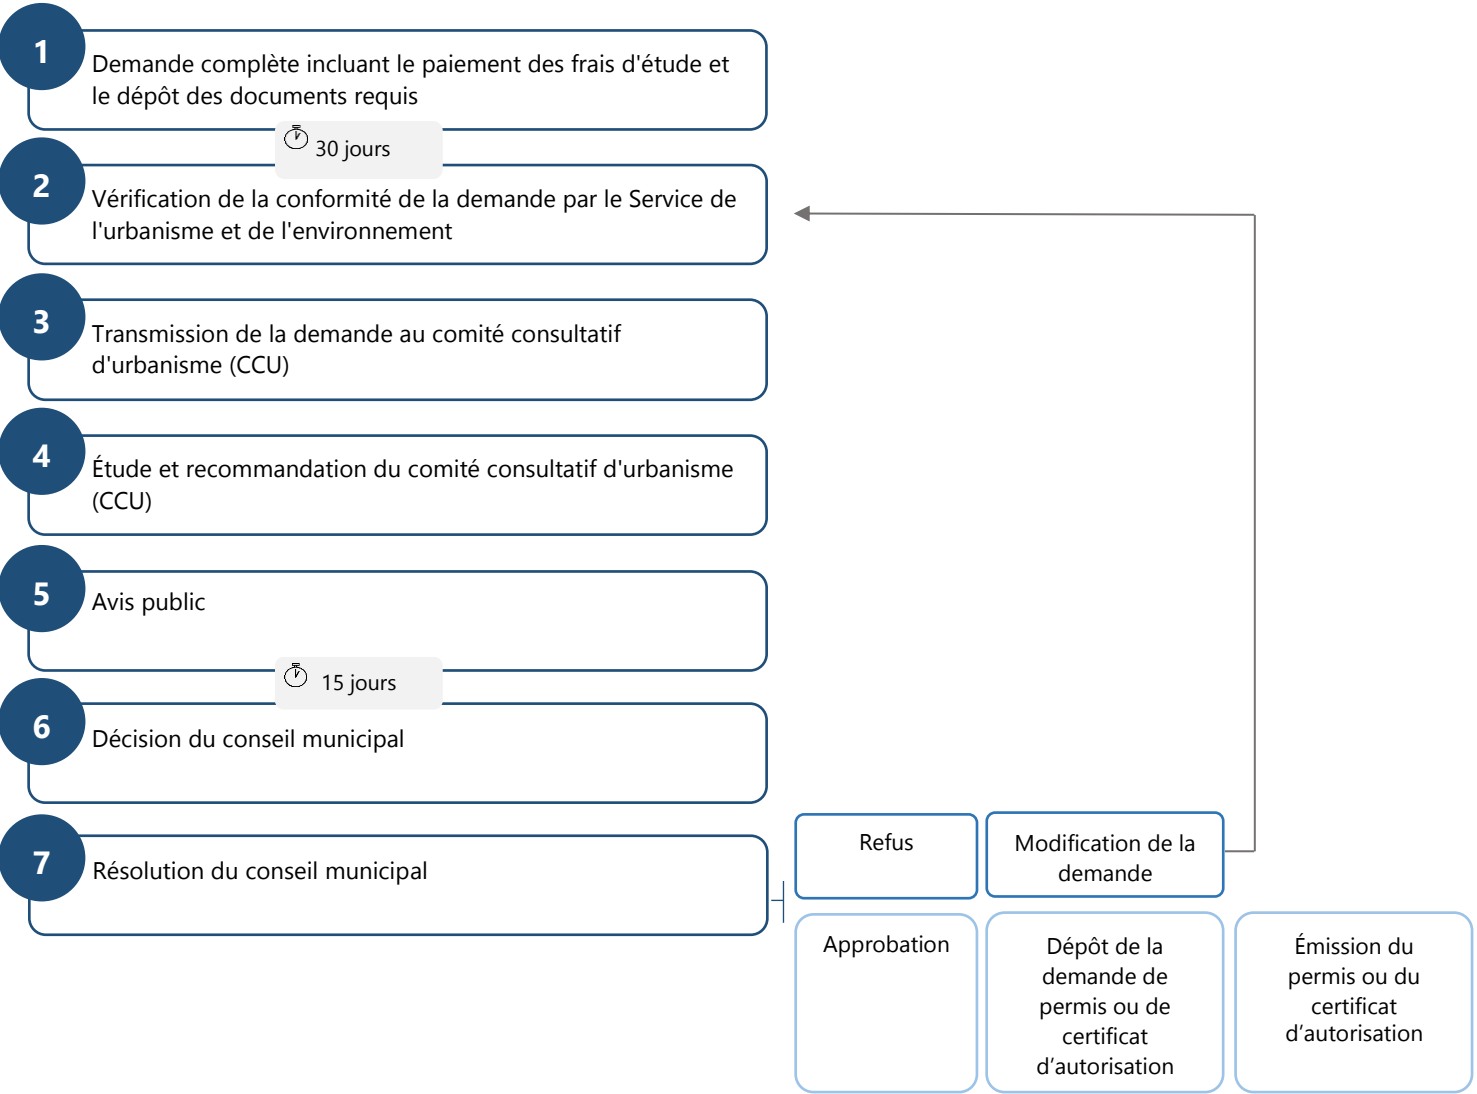 1
Demande complète incluant le paiement des frais d'étude et
le dépôt des documents requis
30 jours
2
Vérification de la conformité de la demande par le Service de
l'urbanisme et de l'environnement
3
Transmission de la demande au comité consultatif
d'urbanisme (CCU)
4
Étude et recommandation du comité consultatif d'urbanisme
(CCU)
5
Avis public
15 jours
6
Décision du conseil municipal
7
Résolution du conseil municipal
Refus
Modification de la
demande
Approbation
Dépôt de la
demande de
permis ou de
certificat
d’autorisation
Émission du
permis ou du
certificat
d’autorisation